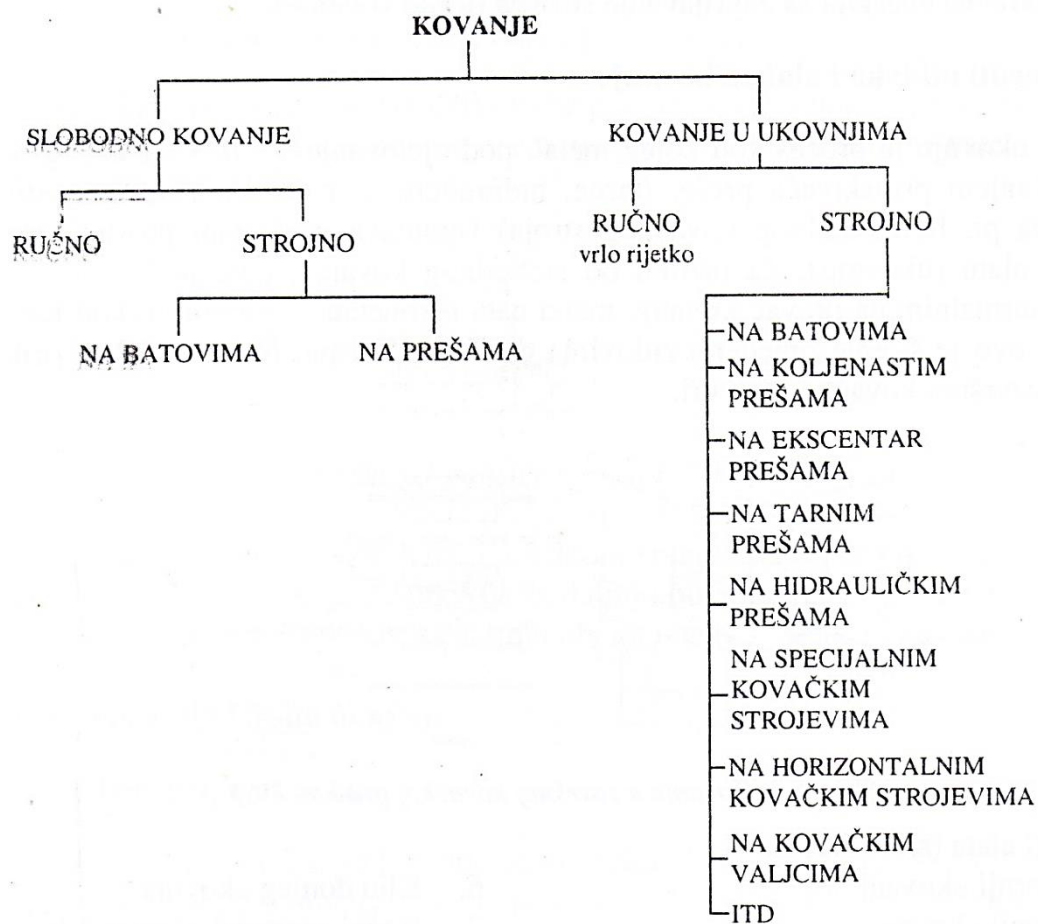 KOVANJE
SLOBODNO KOVANJE
KOVANJE U UKOVNJIMA
RUČNO
STROJNO
RUČNO
vrlo rijetko
STROJNO
NA BATOVIMA
NA PREŠAMA
NA BATOVIMA
NA KOLJENASTIM
PREŠAMA
NA EKSCENTAR
PREŠAMA
NA TARNIM
PREŠAMA
NA HIDRAULIČKIM
PREŠAMA
NA SPECIJALNIM
KOVAČKIM
STROJEVIMA
NA HORIZONTALNIM
KOVAČKIM STROJEVIMA
NA KOVAČKIM
VALJCIMA
ITD